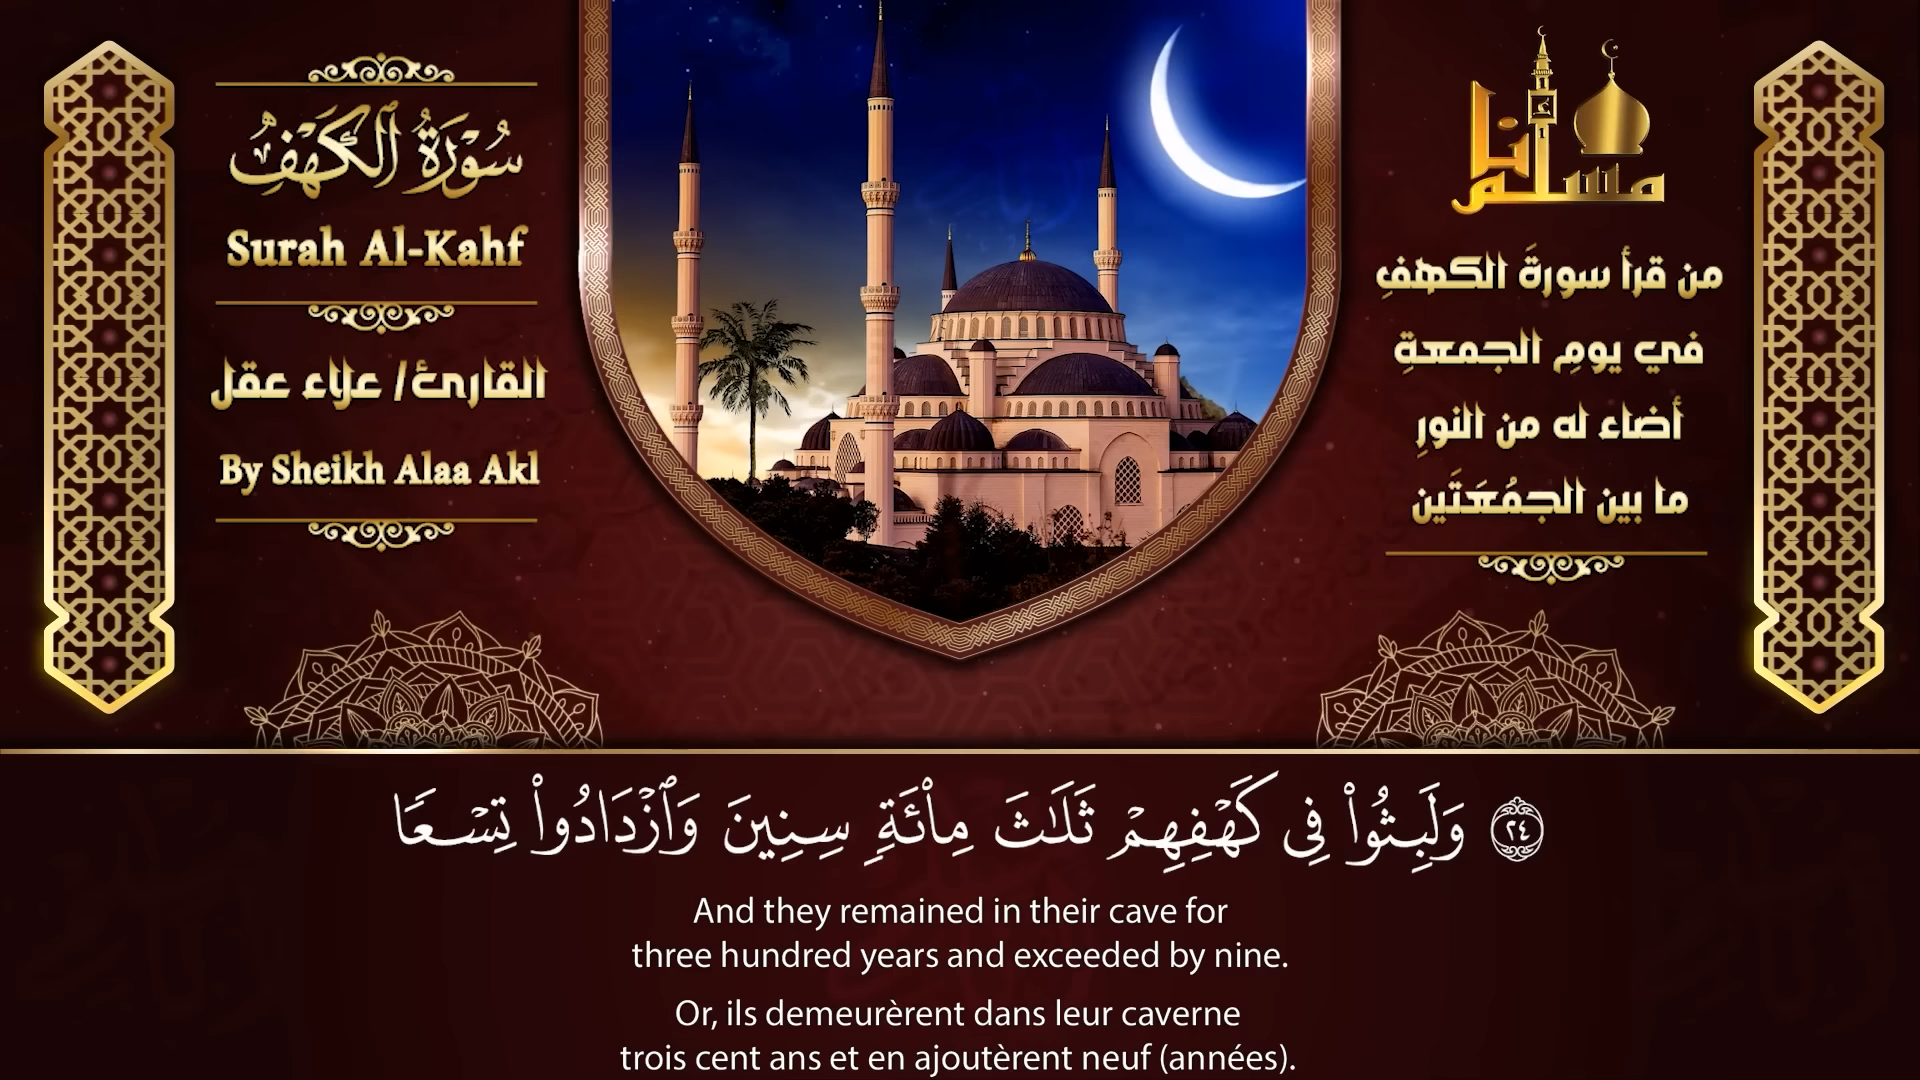 سُورَةُ الكَهْفِ
Surah Al-Kahf
القارئ / علاء عقل
By Sheikh Alaa Akl
أنا مسلم
من قرأ سورةَ الكهفِ
في يومِ الجمعةِ
أضاء له من النورِ
ما بين الجمُعَتَين
٢٤ وَلَبِثُوا۟ فِى كَهْفِهِمْ ثَلَـٰثَ مِا۟ئَةٍۢ سِنِينَ وَٱزْدَادُوا۟ تِسْعًا
And they remained in their cave for
three hundred years and exceeded by nine.
Or, ils demeurèrent dans leur caverne
trois cent ans et en ajoutèrent neuf (années).